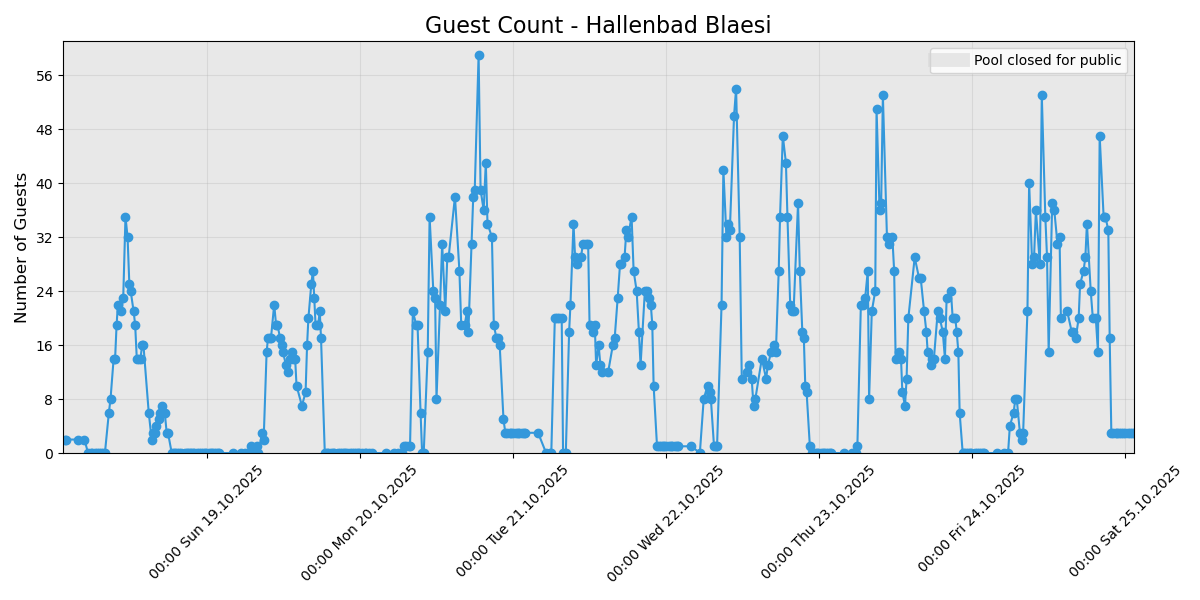 Guest Count - Hallenbad Blaesi
Pool closed for public
Number of Guests
56
48
40
32
24
16
8
0
00:00 Sun 19.10.2025
00:00 Mon 20.10.2025
00:00 Tue 21.10.2025
00:00 Wed 22.10.2025
00:00 Thu 23.10.2025
00:00 Fri 24.10.2025
00:00 Sat 25.10.2025